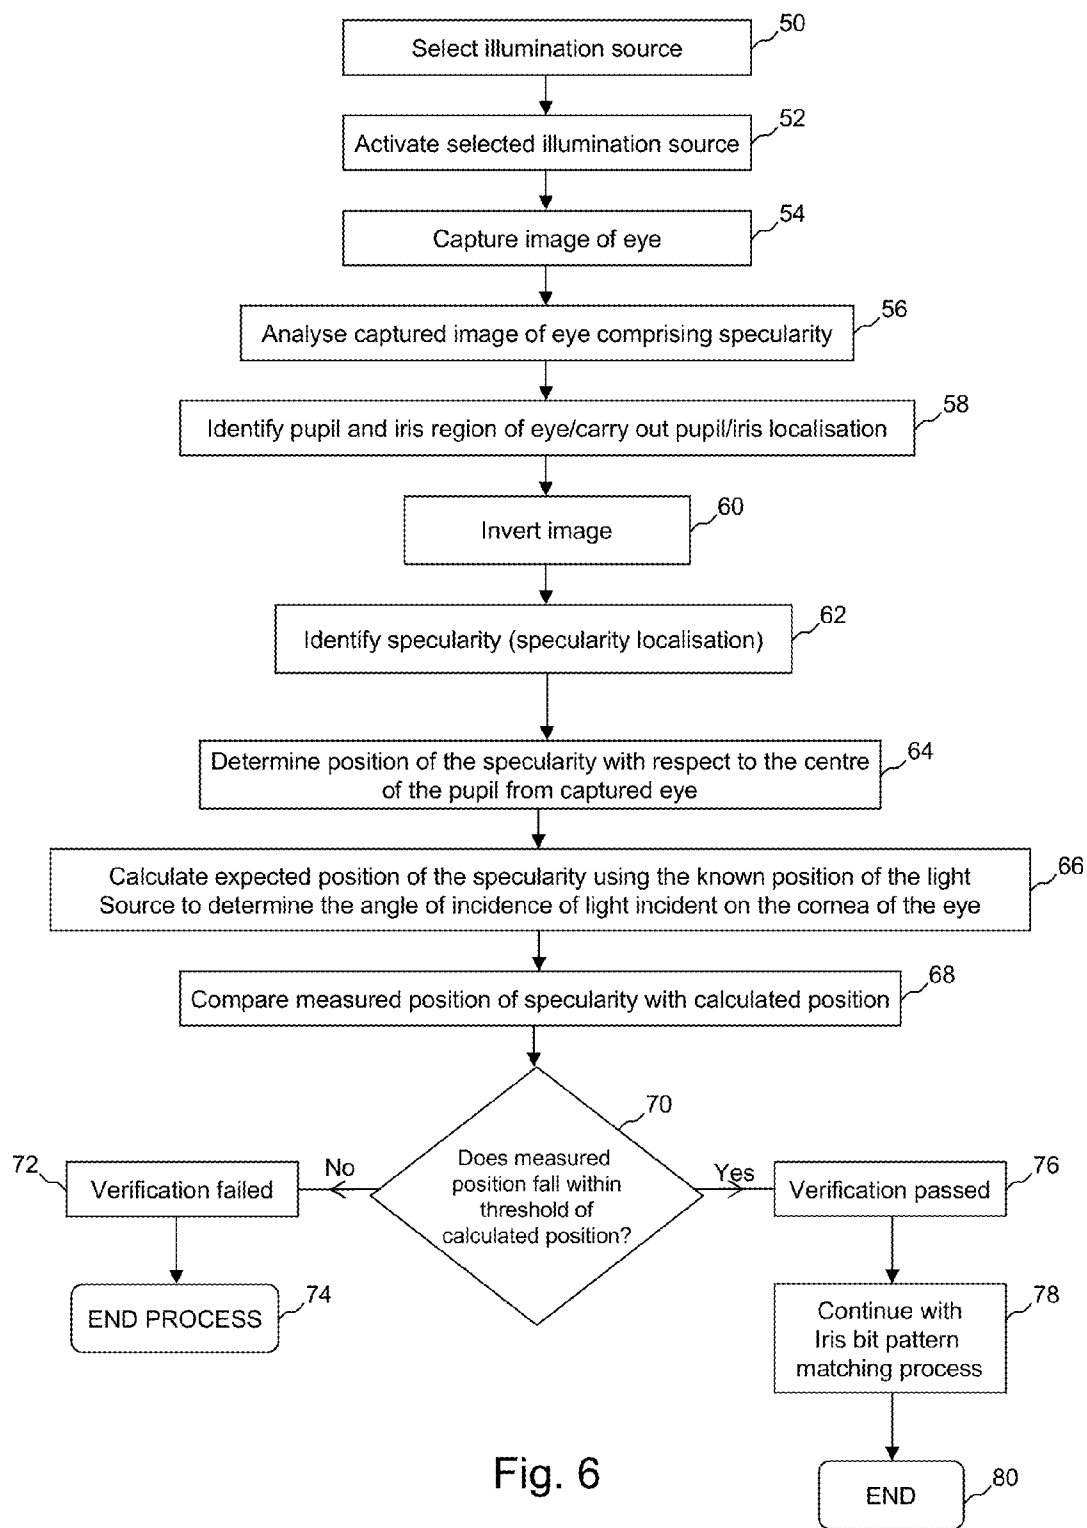 50
Select illumination source
52
Activate selected illumination source
54
Capture image of eye
56
Analyse captured image of eye comprising specularity
58
Identify pupil and iris region of eye/carry out pupil/iris localisation
60
Invert image
62
Identify specularity (specularity localisation)
64
Determine position of the specularity with respect to the centre
of the pupil from captured eye
66
Calculate expected position of the specularity using the known position of the light
Source to determine the angle of incidence of light incident on the cornea of the eye
68
Compare measured position of specularity with calculated position
70
Does measured
position fall within
threshold of
calculated position?
No
72
Verification failed
74
END PROCESS
Yes
76
Verification passed
78
Continue with
Iris bit pattern
matching process
80
END
Fig. 6